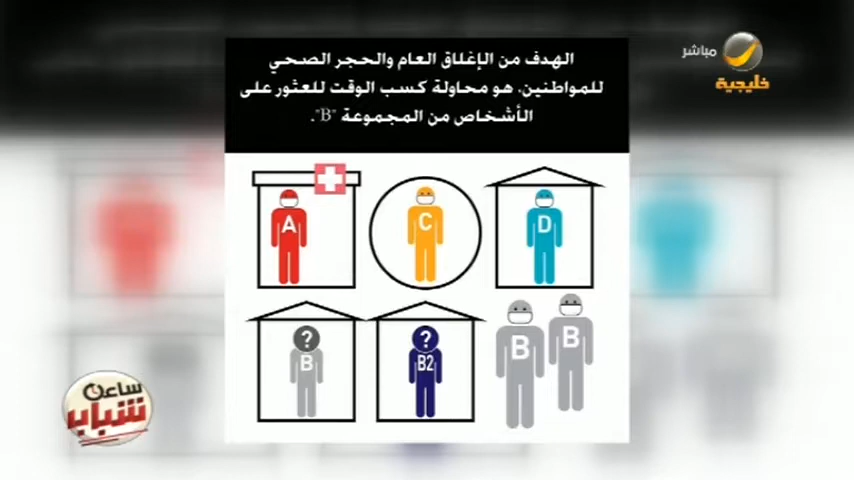 الهدف من الإغلاق العام والحجر الصحي
للمواطنين، هو محاولة كسب الوقت للعثور على
الأشخاص من المجموعة "B".
مباشر
خليجية
A
C
D
?
B
?
B2
B
B
ساعة
شباب